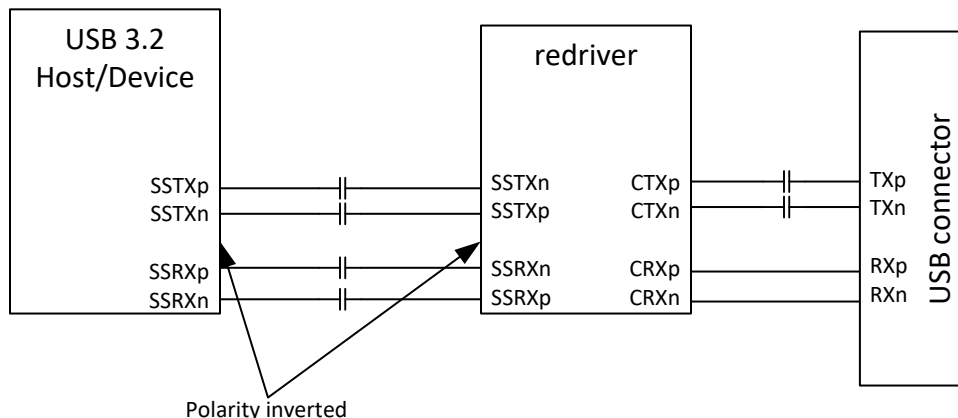 USB 3.2
Host/Device
SSTXp
SSTXn
SSRXp
SSRXn
redriver
SSTXn
SSTXp
SSRXn
SSRXp
CTXp
CTXn
CRXp
CRXn
TXp
TXn
RXp
RXn
USB connector
Polarity inverted